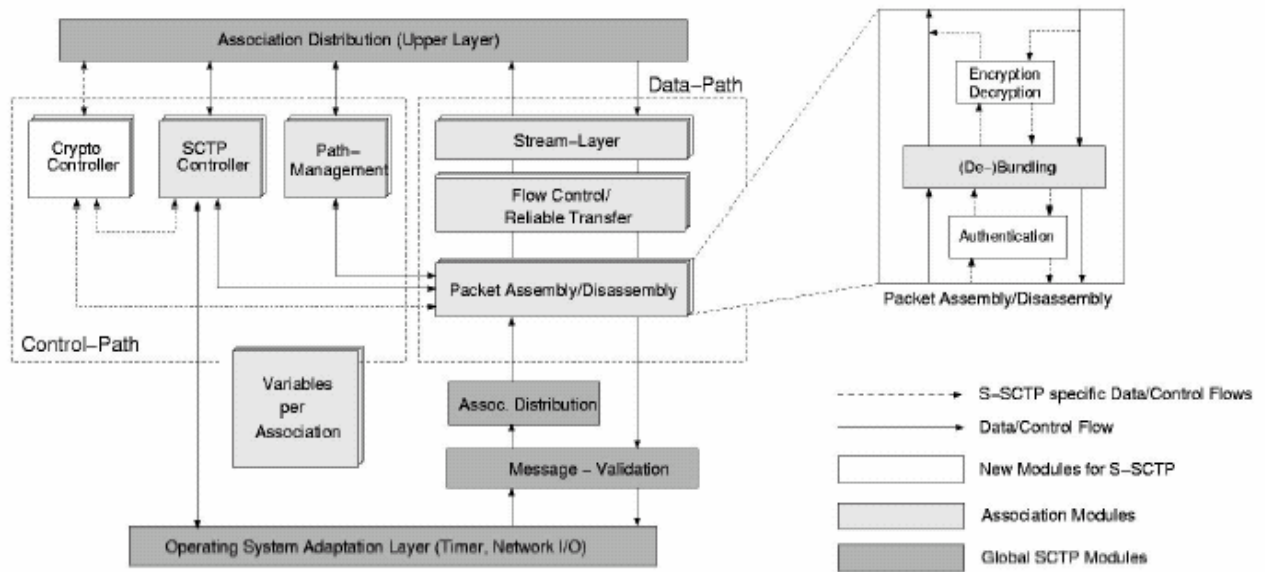 Association Distribution (Upper Layer)
Data-Path
Crypto
Controller
SCTP
Controller
Path-
Management
Stream-Layer
Flow Control/
Reliable Transfer
Packet Assembly/Disassembly
Control-Path
Variables
per
Association
Assoc. Distribution
Message - Validation
Operating System Adaptation Layer (Timer, Network I/O)
Encryption
Decryption
(De-)Bundling
Authentication
Packet Assembly/Disassembly
S-SCTP specific Data/Control Flows
Data/Control Flow
New Modules for S-SCTP
Association Modules
Global SCTP Modules